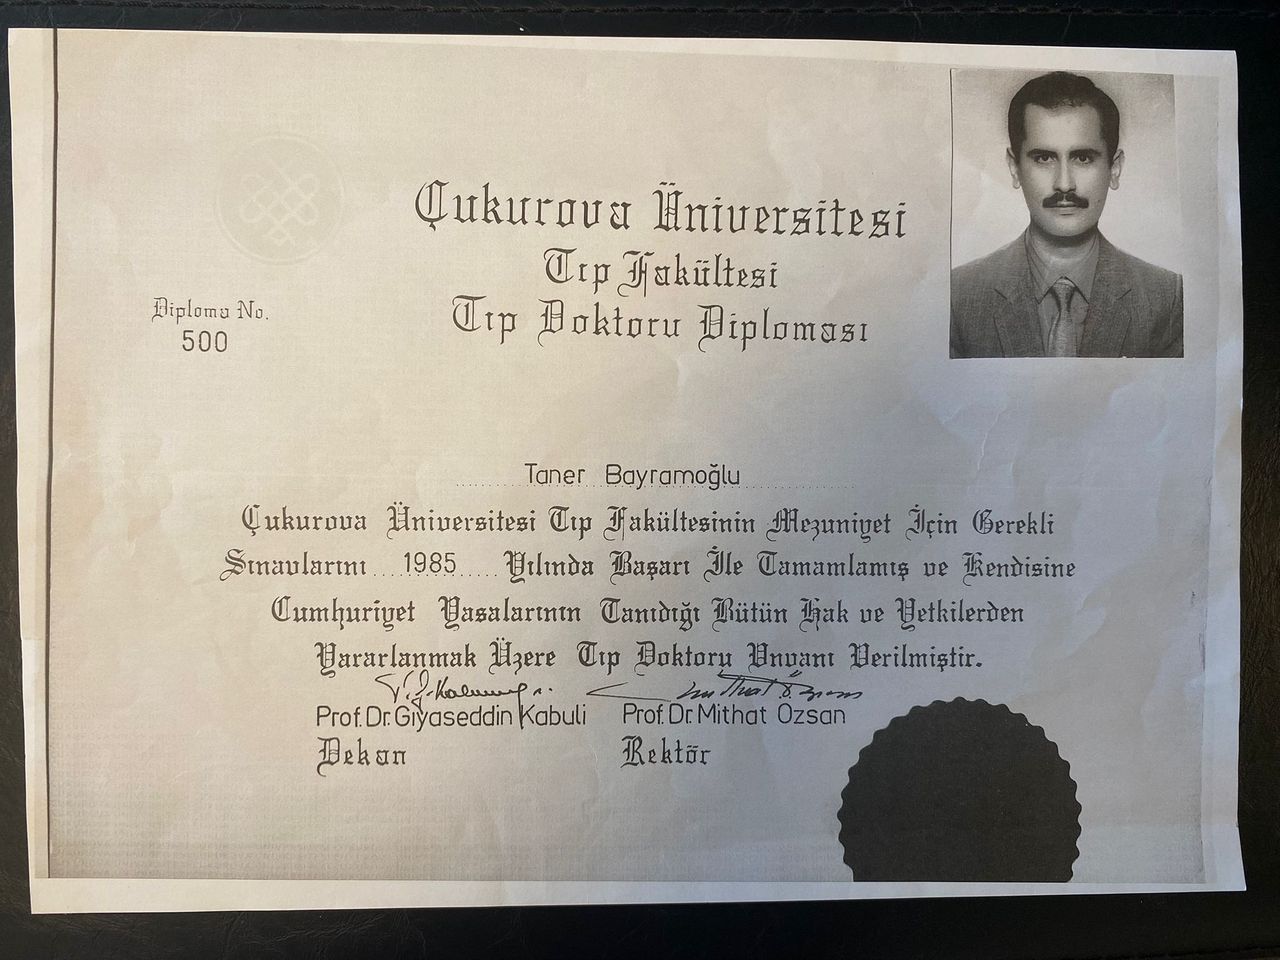 Çukurova Üniversitesi
Tıp Fakültesi
Tıp Doktoru Diploması
Diploma No.
500
Taner Bayramoğlu
Çukurova Üniversitesi Tıp Fakültesinin Mezuniyet İçin Gerekli
Sınavlarını 1985 Yılında Başarı İle Tamamlamış ve Kendisine
Cumhuriyet Yasalarının Tanıdığı Bütün Hak ve Yetkilerden
Yararlanmak Üzere Tıp Doktoru Unvanı Verilmiştir.
Prof. Dr. Gıyaseddin Kabuli Prof. Dr. Mithat Özsan
Dekan Rektör